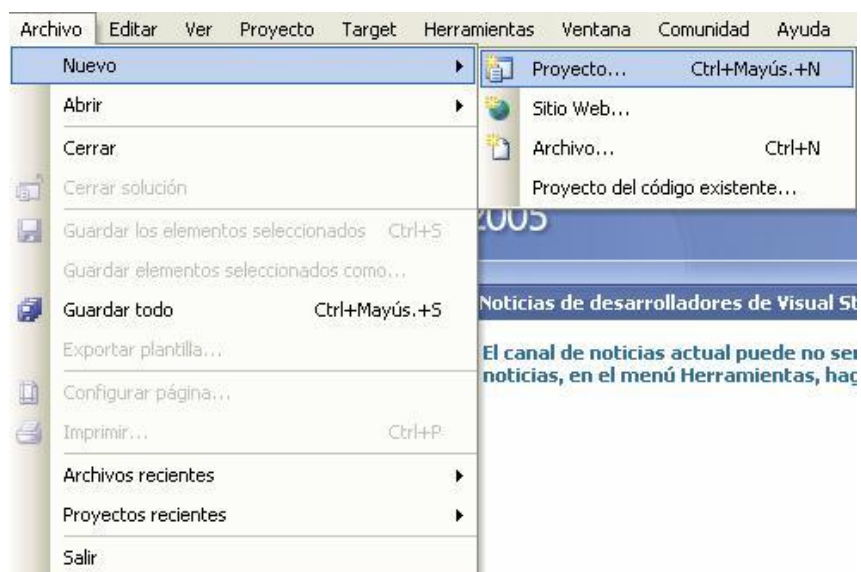 Archivo Editar Ver Proyecto Target Herramientas Ventana Comunidad Ayuda
Nuevo
Abrir
Cerrar
Cerrar solución
Guardar los elementos seleccionados Ctrl+S
Guardar elementos seleccionados como...
Guardar todo Ctrl+Mayús.+S
Exportar plantilla...
Configurar página...
Imprimir... Ctrl+P
Archivos recientes
Proyectos recientes
Salir
Proyecto... Ctrl+Mayús.+N
Sitio Web...
Archivo... Ctrl+N
Proyecto del código existente...
2005
Noticias de desarrolladores de Visual St
El canal de noticias actual puede no ser
noticias, en el menú Herramientas, hag